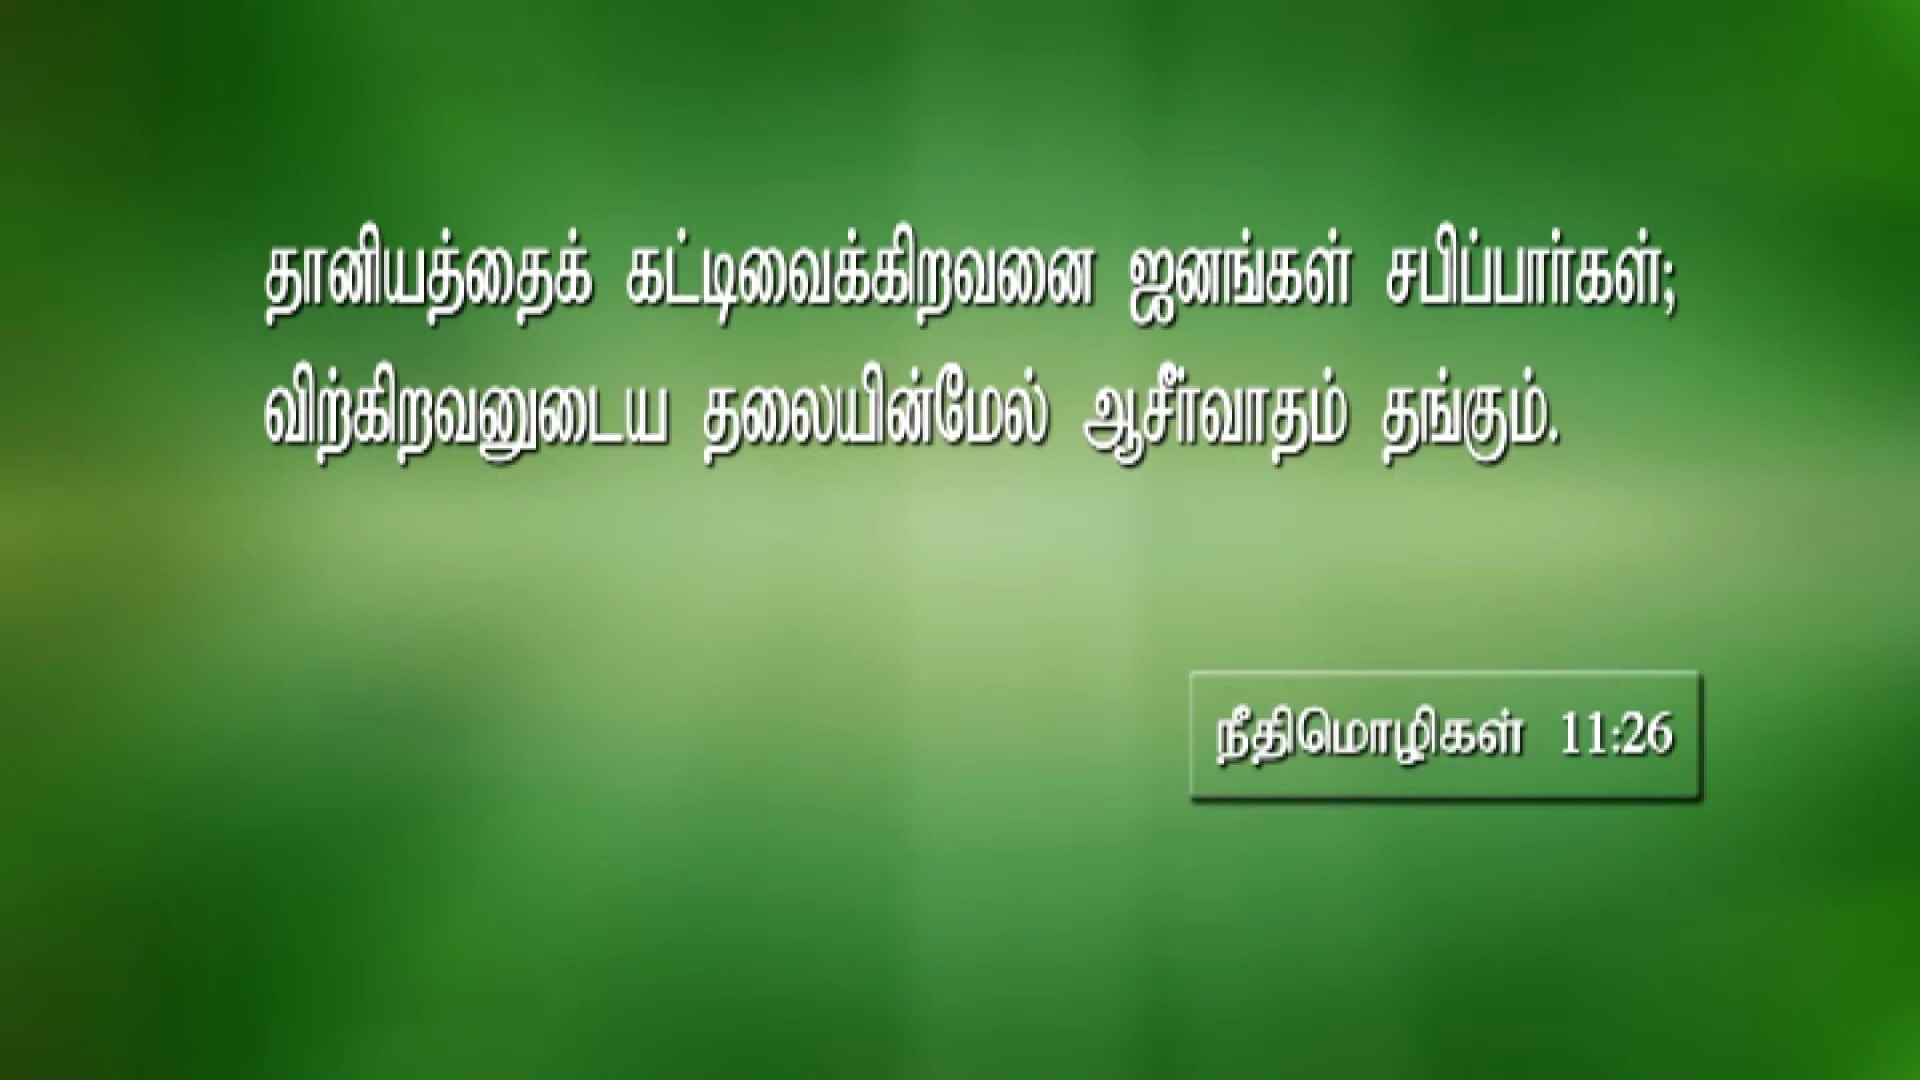 தானியத்தைக் கட்டிவைக்கிறவனை ஜனங்கள் சபிப்பார்கள்;
விற்கிறவனுடைய தலையின்மேல் ஆசீர்வாதம் தங்கும்.
நீதிமொழிகள் 11:26